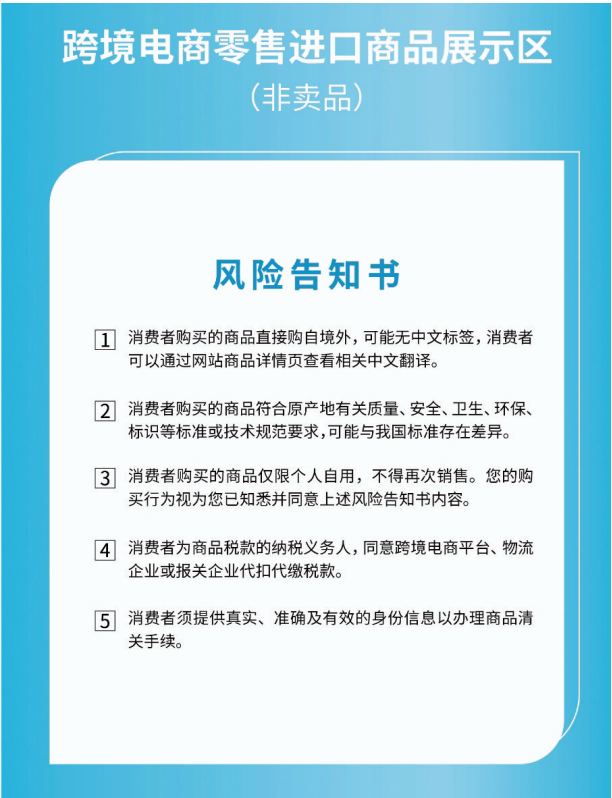 跨境电商零售进口商品展示区
（非卖品）
风险告知书
1 消费者购买的商品直接购自境外，可能无中文标签，消费者
可以通过网站商品详情页查看相关中文翻译。
2 消费者购买的商品符合原产地有关质量、安全、卫生、环保、
标识等标准或技术规范要求，可能与我国标准存在差异。
3 消费者购买的商品仅限个人自用，不得再次销售。您的购
买行为视为您已知悉并同意上述风险告知书内容。
4 消费者为商品税款的纳税义务人，同意跨境电商平台、物流
企业或报关企业代扣代缴税款。
5 消费者须提供真实、准确及有效的身份信息以办理商品清
关手续。